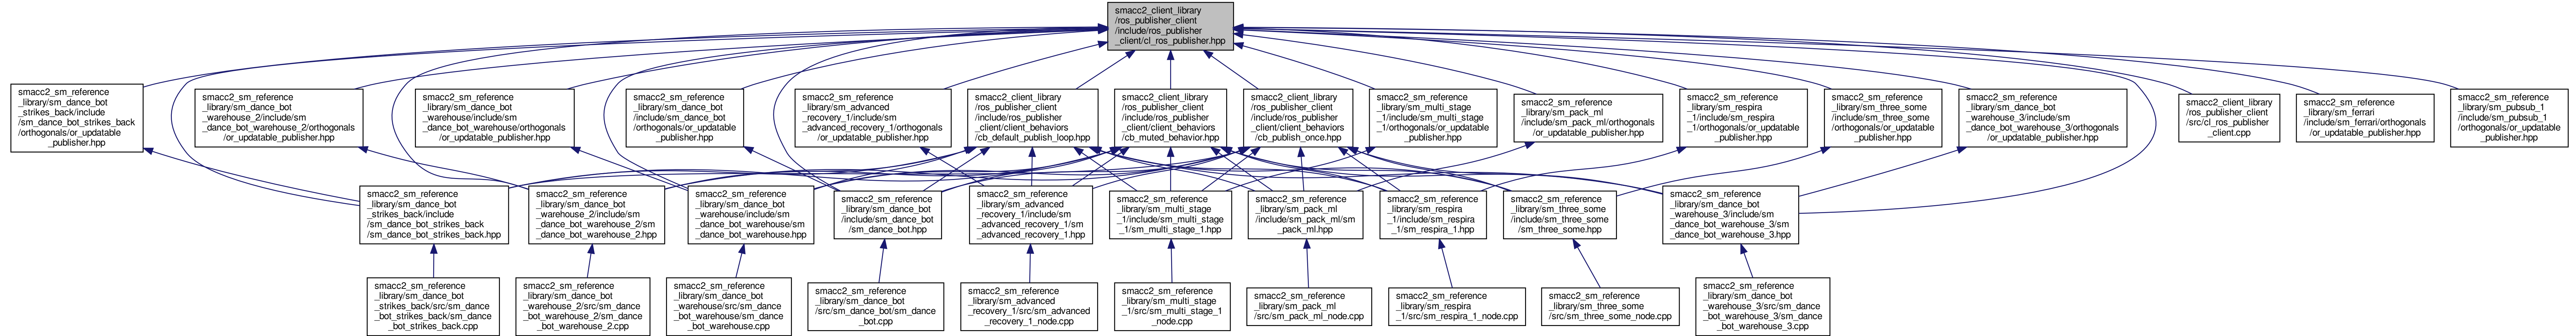 smacc2_client_library
/ros_publisher_client
/include/ros_publisher
_client/cl_ros_publisher.hpp
smacc2_sm_reference
_library/sm_dance_bot
_strikes_back/include
/sm_dance_bot_strikes_back
/orthogonals/or_updatable
_publisher.hpp
smacc2_sm_reference
_library/sm_dance_bot
_warehouse_2/include/sm
_dance_bot_warehouse_2/orthogonals
/or_updatable_publisher.hpp
smacc2_sm_reference
_library/sm_dance_bot
_warehouse/include/sm
_dance_bot_warehouse/orthogonals
/or_updatable_publisher.hpp
smacc2_sm_reference
_library/sm_dance_bot
/include/sm_dance_bot
/orthogonals/or_updatable
_publisher.hpp
smacc2_sm_reference
_library/sm_advanced
_recovery_1/include/sm
_advanced_recovery_1/orthogonals
/or_updatable_publisher.hpp
smacc2_client_library
/ros_publisher_client
/include/ros_publisher
_client/client_behaviors
/cb_default_publish_loop.hpp
smacc2_client_library
/ros_publisher_client
/include/ros_publisher
_client/client_behaviors
/cb_muted_behavior.hpp
smacc2_client_library
/ros_publisher_client
/include/ros_publisher
_client/client_behaviors
/cb_publish_once.hpp
smacc2_sm_reference
_library/sm_multi_stage
_1/include/sm_multi_stage
_1/orthogonals/or_updatable
_publisher.hpp
smacc2_sm_reference
_library/sm_pack_ml
/include/sm_pack_ml/orthogonals
/or_updatable_publisher.hpp
smacc2_sm_reference
_library/sm_respira
_1/include/sm_respira
_1/orthogonals/or_updatable
_publisher.hpp
smacc2_sm_reference
_library/sm_three_some
/include/sm_three_some
/orthogonals/or_updatable
_publisher.hpp
smacc2_sm_reference
_library/sm_dance_bot
_warehouse_3/include/sm
_dance_bot_warehouse_3/orthogonals
/or_updatable_publisher.hpp
smacc2_client_library
/ros_publisher_client
/src/cl_ros_publisher
_client.cpp
smacc2_sm_reference
_library/sm_ferrari
/include/sm_ferrari/orthogonals
/or_updatable_publisher.hpp
smacc2_sm_reference
_library/sm_pubsub_1
/include/sm_pubsub_1
/orthogonals/or_updatable
_publisher.hpp
smacc2_sm_reference
_library/sm_dance_bot
_strikes_back/include
/sm_dance_bot_strikes_back
/sm_dance_bot_strikes_back.hpp
smacc2_sm_reference
_library/sm_dance_bot
_warehouse_2/include/sm
_dance_bot_warehouse_2/sm
_dance_bot_warehouse_2.hpp
smacc2_sm_reference
_library/sm_dance_bot
_warehouse/include/sm
_dance_bot_warehouse/sm
_dance_bot_warehouse.hpp
smacc2_sm_reference
_library/sm_dance_bot
/include/sm_dance_bot
/sm_dance_bot.hpp
smacc2_sm_reference
_library/sm_advanced
_recovery_1/include/sm
_advanced_recovery_1/sm
_advanced_recovery_1.hpp
smacc2_sm_reference
_library/sm_multi_stage
_1/include/sm_multi_stage
_1/sm_multi_stage_1.hpp
smacc2_sm_reference
_library/sm_pack_ml
/include/sm_pack_ml/sm
_pack_ml.hpp
smacc2_sm_reference
_library/sm_respira
_1/include/sm_respira
_1/sm_respira_1.hpp
smacc2_sm_reference
_library/sm_three_some
/include/sm_three_some
/sm_three_some.hpp
smacc2_sm_reference
_library/sm_dance_bot
_warehouse_3/include/sm
_dance_bot_warehouse_3/sm
_dance_bot_warehouse_3.hpp
smacc2_sm_reference
_library/sm_dance_bot
_strikes_back/src/sm_dance
_bot_strikes_back/sm_dance
_bot_strikes_back.cpp
smacc2_sm_reference
_library/sm_dance_bot
_warehouse_2/src/sm_dance
_bot_warehouse_2/sm_dance
_bot_warehouse_2.cpp
smacc2_sm_reference
_library/sm_dance_bot
_warehouse/src/sm_dance
_bot_warehouse/sm_dance
_bot_warehouse.cpp
smacc2_sm_reference
_library/sm_dance_bot
/src/sm_dance_bot/sm_dance
_bot.cpp
smacc2_sm_reference
_library/sm_advanced
_recovery_1/src/sm_advanced
_recovery_1_node.cpp
smacc2_sm_reference
_library/sm_multi_stage
_1/src/sm_multi_stage_1
_node.cpp
smacc2_sm_reference
_library/sm_pack_ml
/src/sm_pack_ml_node.cpp
smacc2_sm_reference
_library/sm_respira
_1/src/sm_respira_1_node.cpp
smacc2_sm_reference
_library/sm_three_some
/src/sm_three_some_node.cpp
smacc2_sm_reference
_library/sm_dance_bot
_warehouse_3/src/sm_dance
_bot_warehouse_3/sm_dance
_bot_warehouse_3.cpp